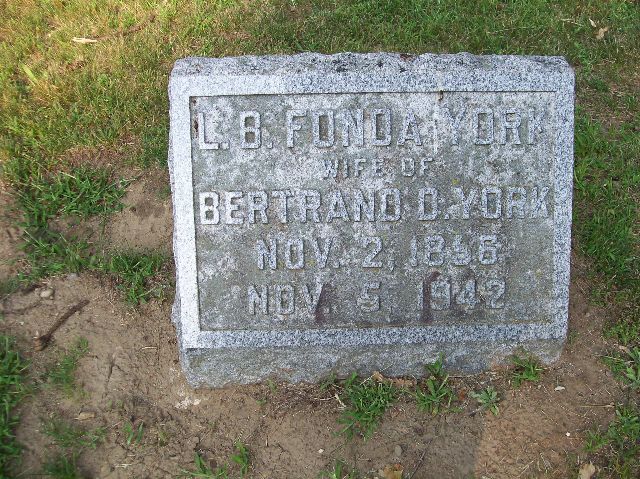 L.B. FONDA YORK
WIFE OF
BERTRAND D. YORK
NOV. 2, 1856
NOV. 5, 1942